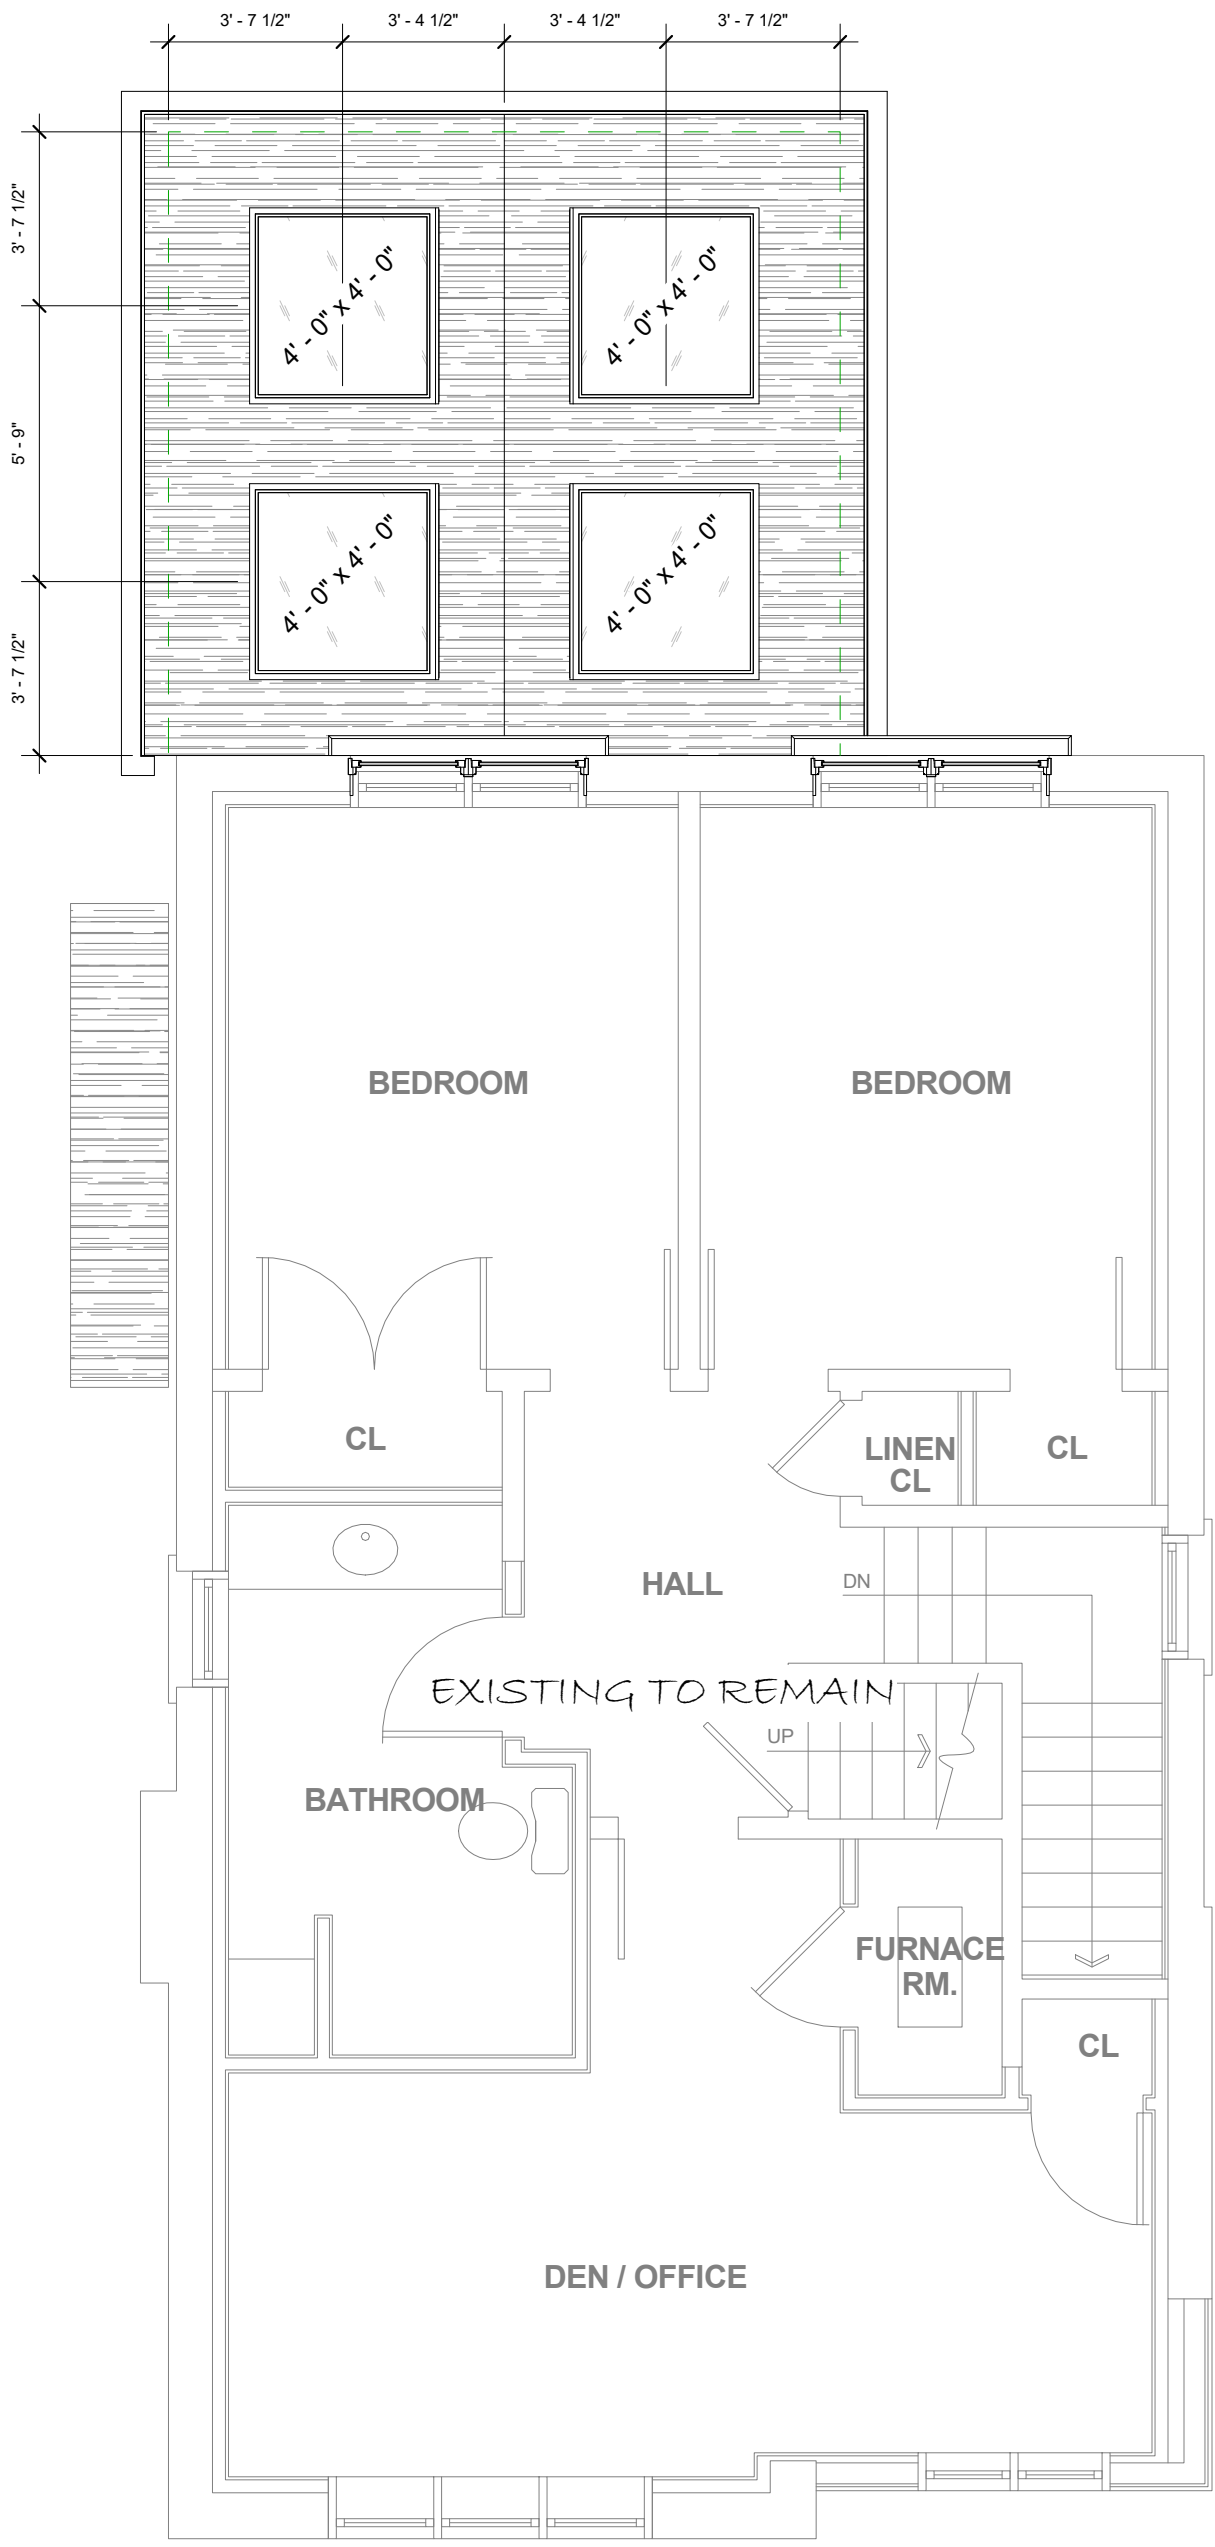 3' - 7 1/2" 3' - 4 1/2" 3' - 4 1/2" 3' - 7 1/2"
3' - 7 1/2"
5' - 9"
3' - 7 1/2"
4' - 0" x 4' - 0" 4' - 0" x 4' - 0"
4' - 0" x 4' - 0" 4' - 0" x 4' - 0"
BEDROOM BEDROOM
CL
LINEN
CL
CL
HALL
DN
EXISTING TO REMAIN
UP
BATHROOM
FURNACE
RM.
CL
DEN / OFFICE